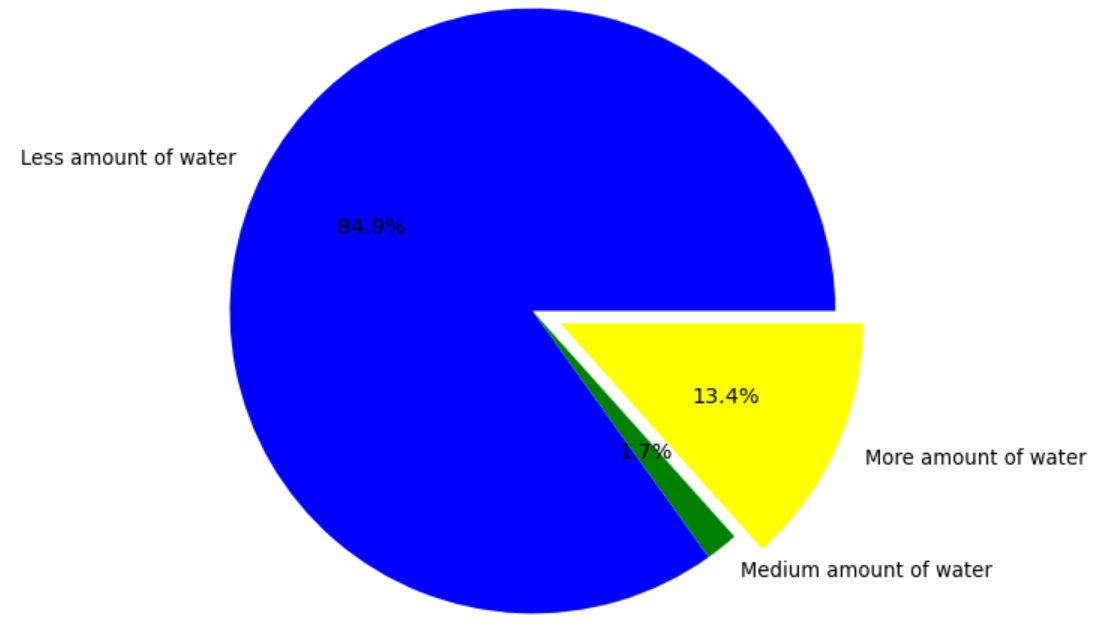 Less amount of water
84.9%
13.4%
1.7%
More amount of water
Medium amount of water